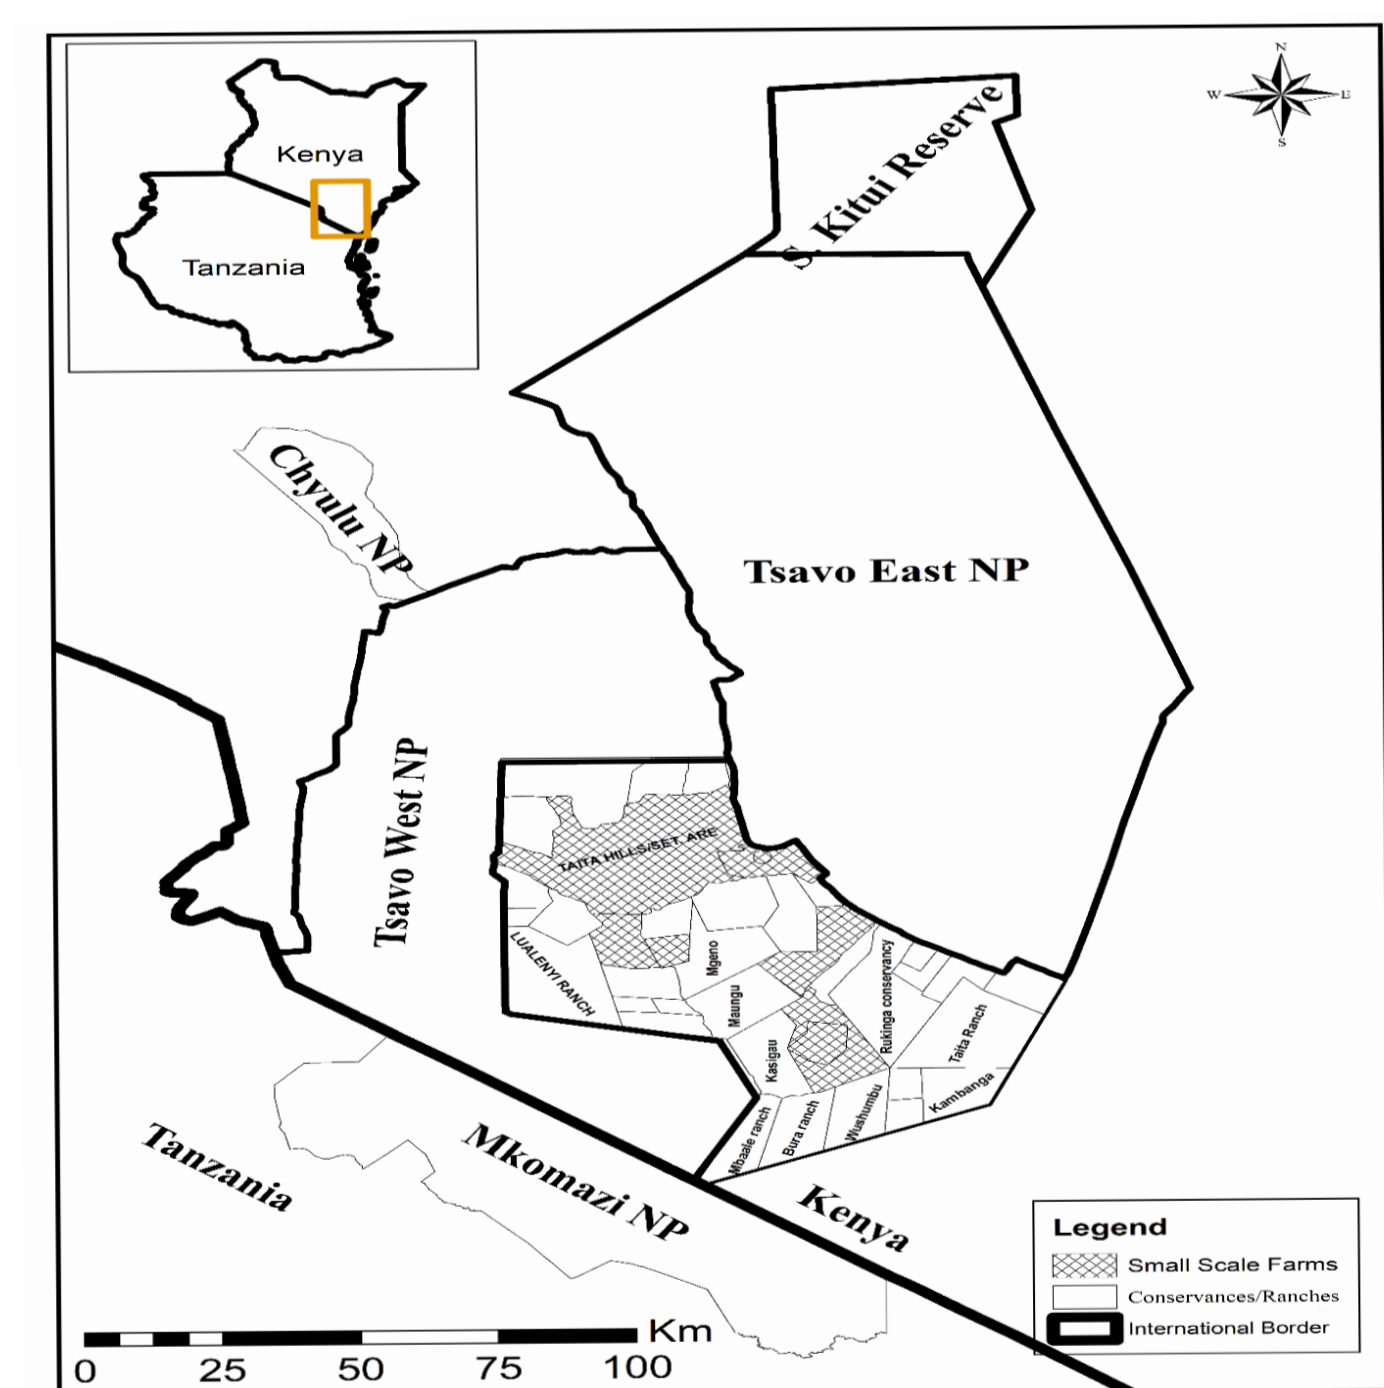 N
W E
S
Kenya
Tanzania
S. Kitui Reserve
Chyulu NP
Tsavo East NP
Tsavo West NP
TAITA HILLS/SET. ARE
LUALENYI RANCH
Mgeno
Maungu
Rukinga conservancy
Taita Ranch
Kasigau
Kambanga
Mbaale ranch
Bura ranch
Wushumbu
Tanzania
Mkomazi NP
Kenya
Legend
Small Scale Farms
Conservances/Ranches
International Border
Km
0 25 50 75 100